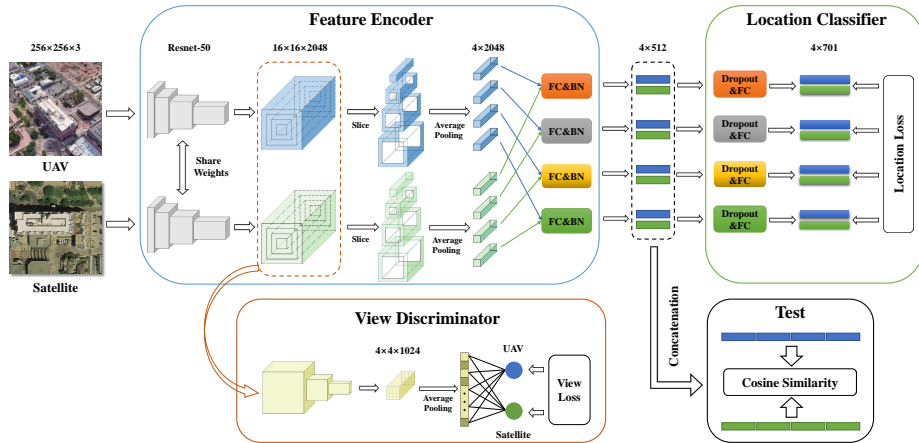 Feature Encoder
Location Classifier
256×256×3
Resnet-50
16×16×2048
4×2048
4×512
4×701
UAV
Share
Weights
Slice
Average
Pooling
FC&BN
FC&BN
FC&BN
FC&BN
Slice
Average
Pooling
Dropout
&FC
Dropout
&FC
Dropout
&FC
Dropout
&FC
Location Loss
Satellite
View Discriminator
4×4×1024
Average
Pooling
UAV
Satellite
View
Loss
Concatenation
Test
Cosine Similarity